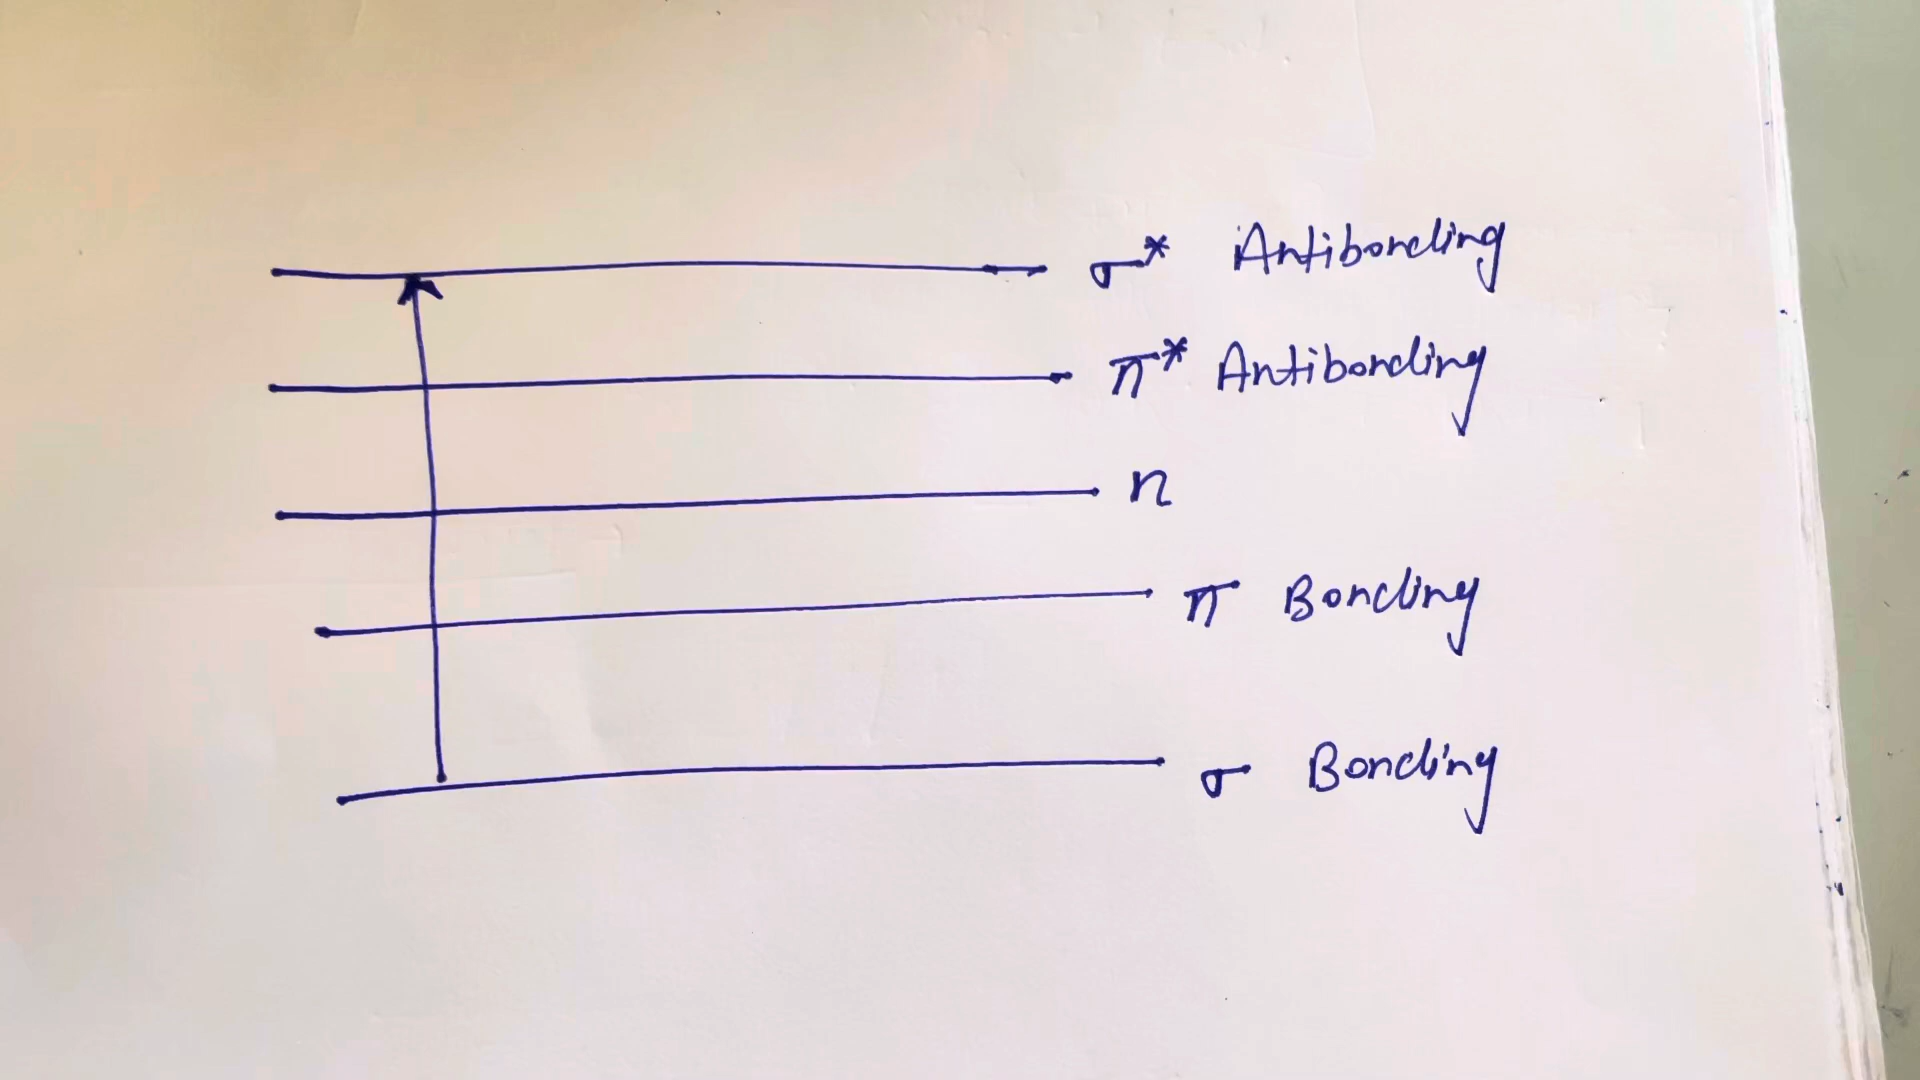 σ* Antibonding
π* Antibonding
n
π Bonding
σ Bonding